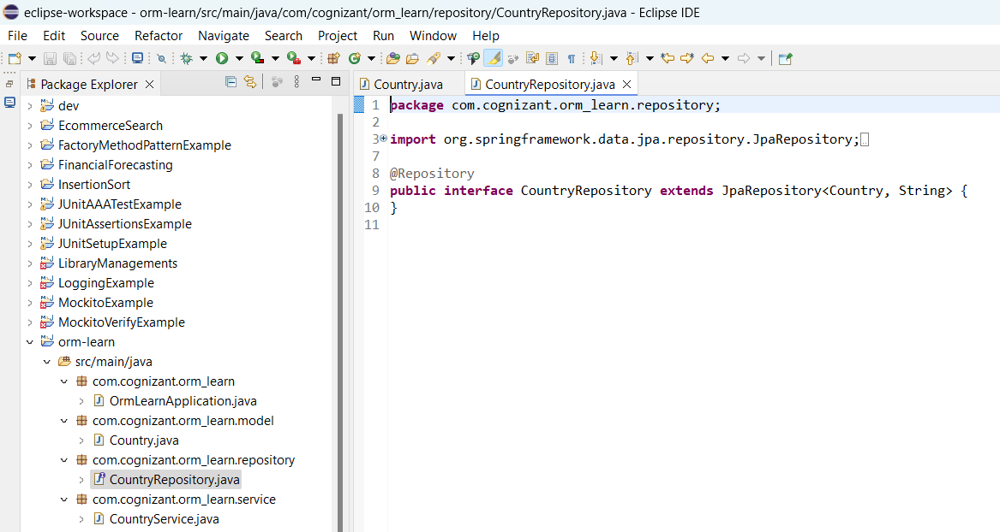 eclipse-workspace - orm-learn/src/main/java/com/cognizant/orm_learn/repository/CountryRepository.java - Eclipse IDE
File Edit Source Refactor Navigate Search Project Run Window Help
Package Explorer
dev
EcommerceSearch
FactoryMethodPatternExample
FinancialForecasting
InsertionSort
JUnitAAATestExample
JUnitAssertionsExample
JUnitSetupExample
LibraryManagements
LoggingExample
MockitoExample
MockitoVerifyExample
orm-learn
src/main/java
com.cognizant.orm_learn
OrmLearnApplication.java
com.cognizant.orm_learn.model
Country.java
com.cognizant.orm_learn.repository
CountryRepository.java
com.cognizant.orm_learn.service
CountryService.java
Country.java CountryRepository.java
1 package com.cognizant.orm_learn.repository;
2
3 import org.springframework.data.jpa.repository.JpaRepository;
7
8 @Repository
9 public interface CountryRepository extends JpaRepository<Country, String> {
10 }
11